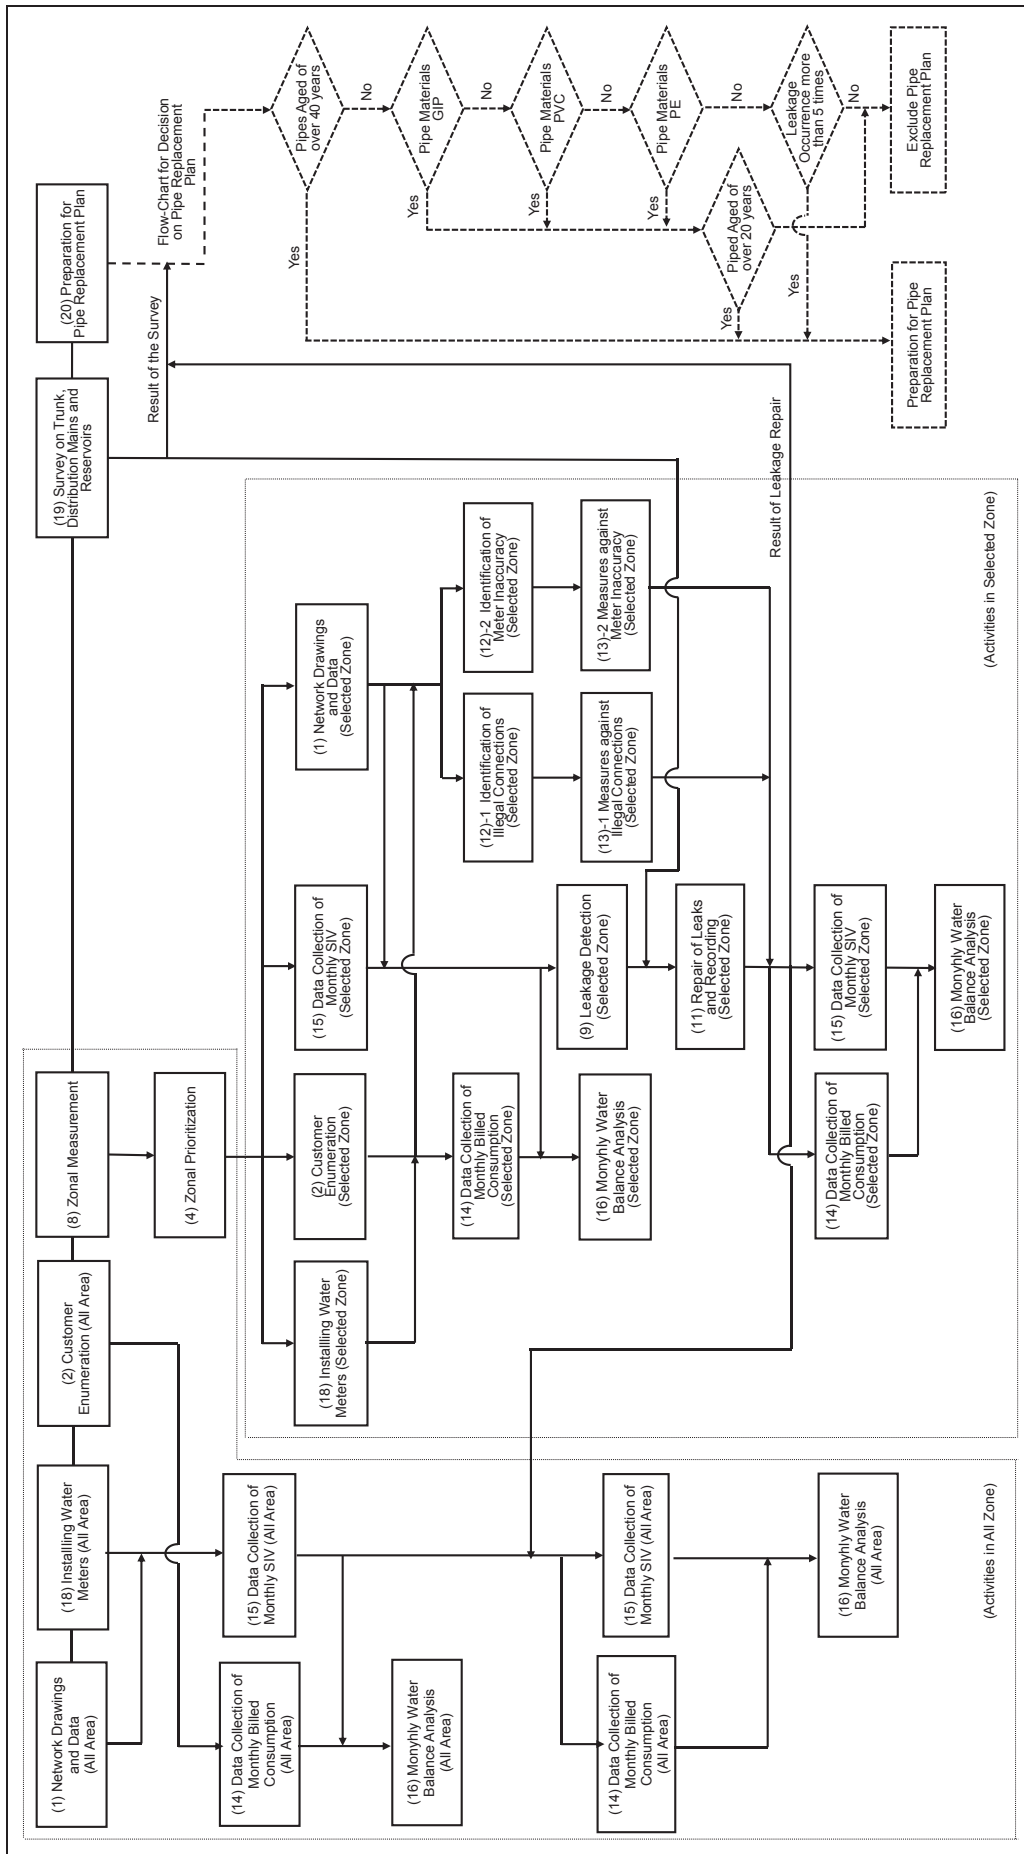 (1) Network Drawings
and Data
(All Area)
(18) Installing Water
Meters (All Area)
(2) Customer
Enumeration (All Area)
(8) Zonal Measurement
(19) Survey on Trunk,
Distribution Mains and
Reservoirs
(20) Preparation for
Pipe Replacement Plan
(4) Zonal Prioritization
Result of the Survey
Flow-Chart for Decision
on Pipe Replacement
Plan
(14) Data Collection of
Monthly Billed
Consumption
(All Area)
(15) Data Collection of
Monthly SIV (All Area)
(16) Monyhly Water
Balance Analysis
(All Area)
(14) Data Collection of
Monthly Billed
Consumption
(All Area)
(15) Data Collection of
Monthly SIV (All Area)
(16) Monyhly Water
Balance Analysis
(All Area)
(Activities in All Zone)
(18) Installing Water
Meters (Selected Zone)
(2) Customer
Enumeration
(Selected Zone)
(15) Data Collection of
Monthly SIV
(Selected Zone)
(1) Network Drawings
and Data
(Selected Zone)
(14) Data Collection of
Monthly Billed
Consumption
(Selected Zone)
(12)-1 Identification of
Illegal Connections
(Selected Zone)
(12)-2 Identification of
Meter Inaccuracy
(Selected Zone)
(16) Monyhly Water
Balance Analysis
(Selected Zone)
(9) Leakage Detection
(Selected Zone)
(13)-1 Measures against
Illegal Connections
(Selected Zone)
(13)-2 Measures against
Meter Inaccuracy
(Selected Zone)
(11) Repair of Leaks
and Recording
(Selected Zone)
Result of Leakage Repair
(14) Data Collection of
Monthly Billed
Consumption
(Selected Zone)
(15) Data Collection of
Monthly SIV
(Selected Zone)
(16) Monyhly Water
Balance Analysis
(Selected Zone)
(Activities in Selected Zone)
Pipes Aged of
over 40 years
Yes
No
Pipe Materials
GIP
Yes
No
Pipe Materials
PVC
Yes
No
Pipe Materials
PE
Yes
No
Piped Aged of
over 20 years
Yes
Leakage
Occurrence more
than 5 times
Yes
No
Preparation for Pipe
Replacement Plan
Exclude Pipe
Replacement Plan